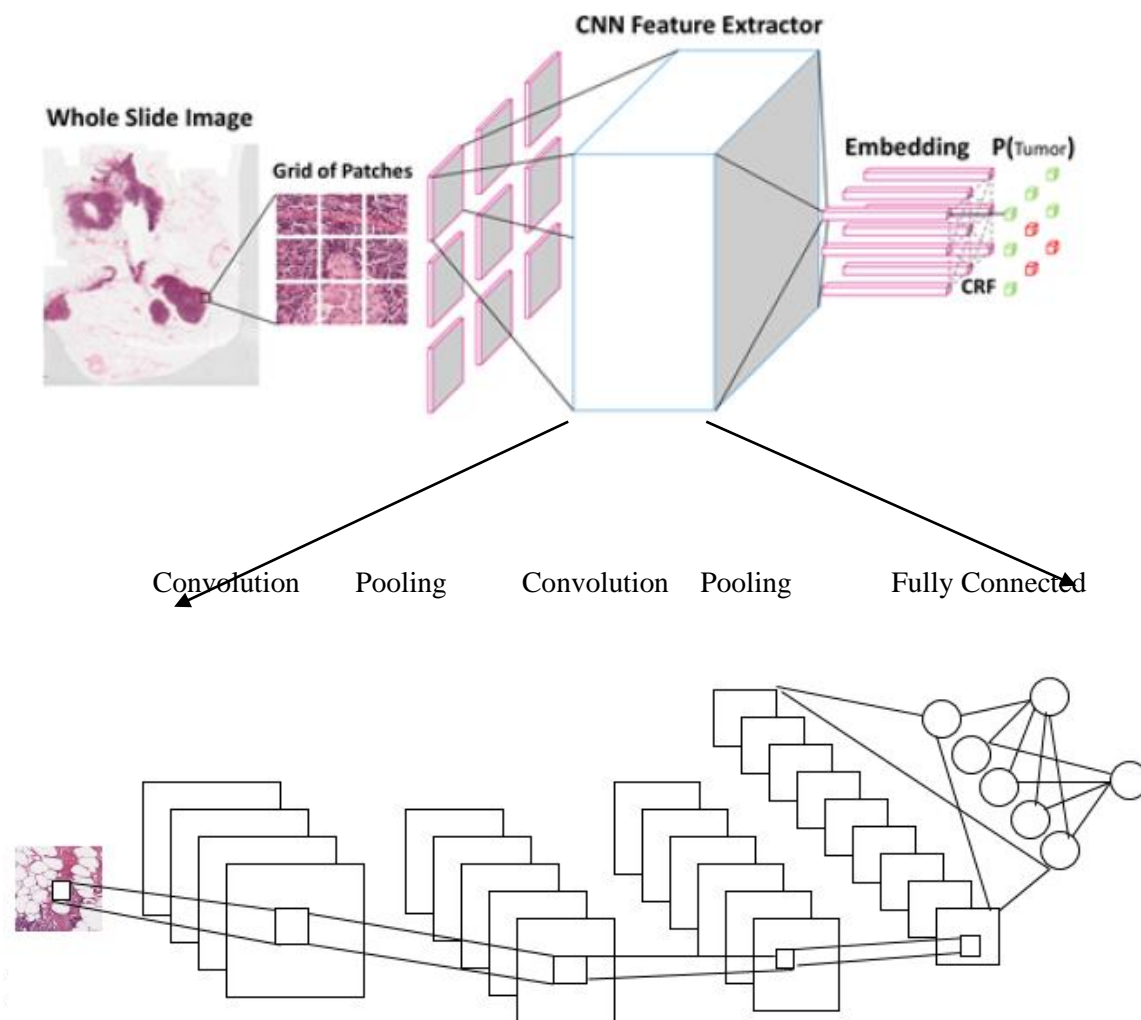 CNN Feature Extractor
Whole Slide Image
Grid of Patches
Embedding P(Tumor)
CRF
Convolution Pooling Convolution Pooling Fully Connected